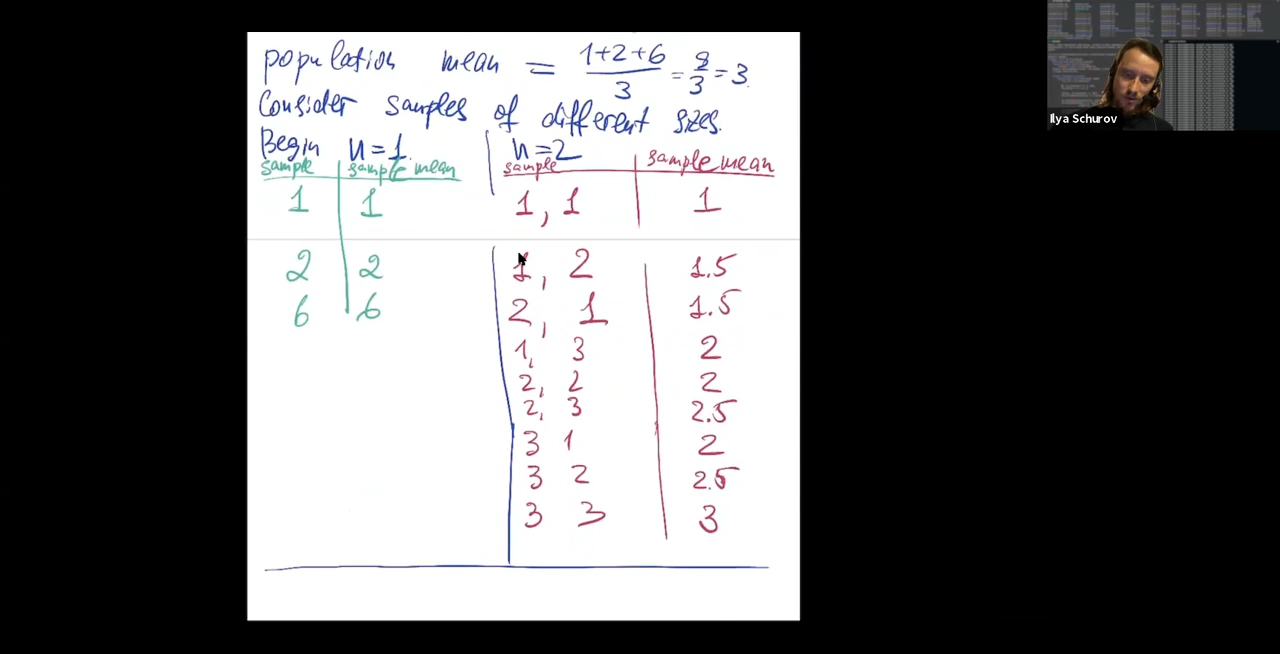 population mean = 1+2+6/3 = 9/3 = 3.
Consider samples of different sizes.
Begin n=1. n=2
sample sample mean sample sample mean
1 1 1, 1 1
2 2 1, 2 1.5
6 6 2, 1 1.5
1, 3 2
2, 2 2
2, 3 2.5
3 1 2
3 2 2.5
3 3 3
Ilya Schurov